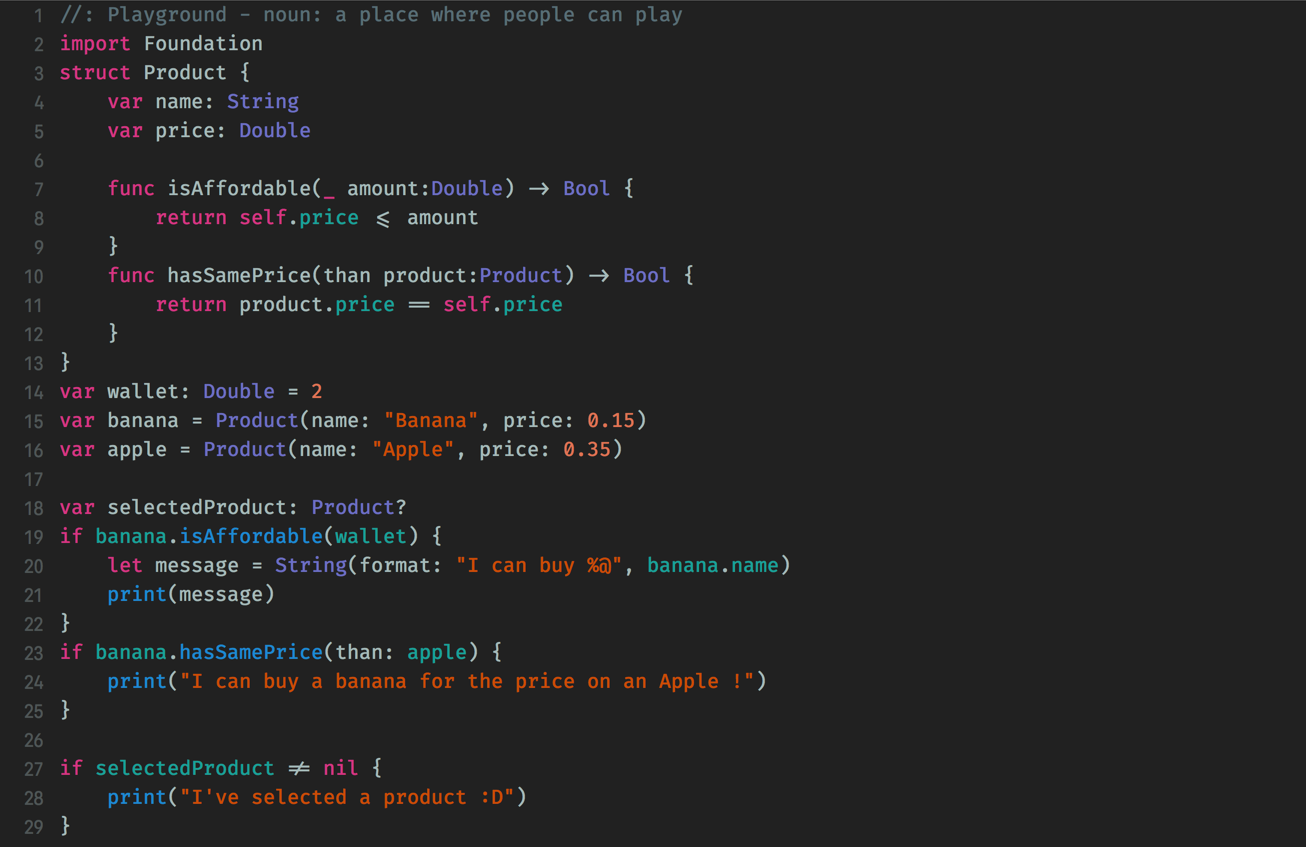 1 //: Playground - noun: a place where people can play
2 import Foundation
3 struct Product {
4     var name: String
5     var price: Double
6
7     func isAffordable(_ amount:Double) -> Bool {
8         return self.price <= amount
9     }
10     func hasSamePrice(than product:Product) -> Bool {
11         return product.price == self.price
12     }
13 }
14 var wallet: Double = 2
15 var banana = Product(name: "Banana", price: 0.15)
16 var apple = Product(name: "Apple", price: 0.35)
17
18 var selectedProduct: Product?
19 if banana.isAffordable(wallet) {
20     let message = String(format: "I can buy %@", banana.name)
21     print(message)
22 }
23 if banana.hasSamePrice(than: apple) {
24     print("I can buy a banana for the price on an Apple !")
25 }
26
27 if selectedProduct != nil {
28     print("I've selected a product :D")
29 }